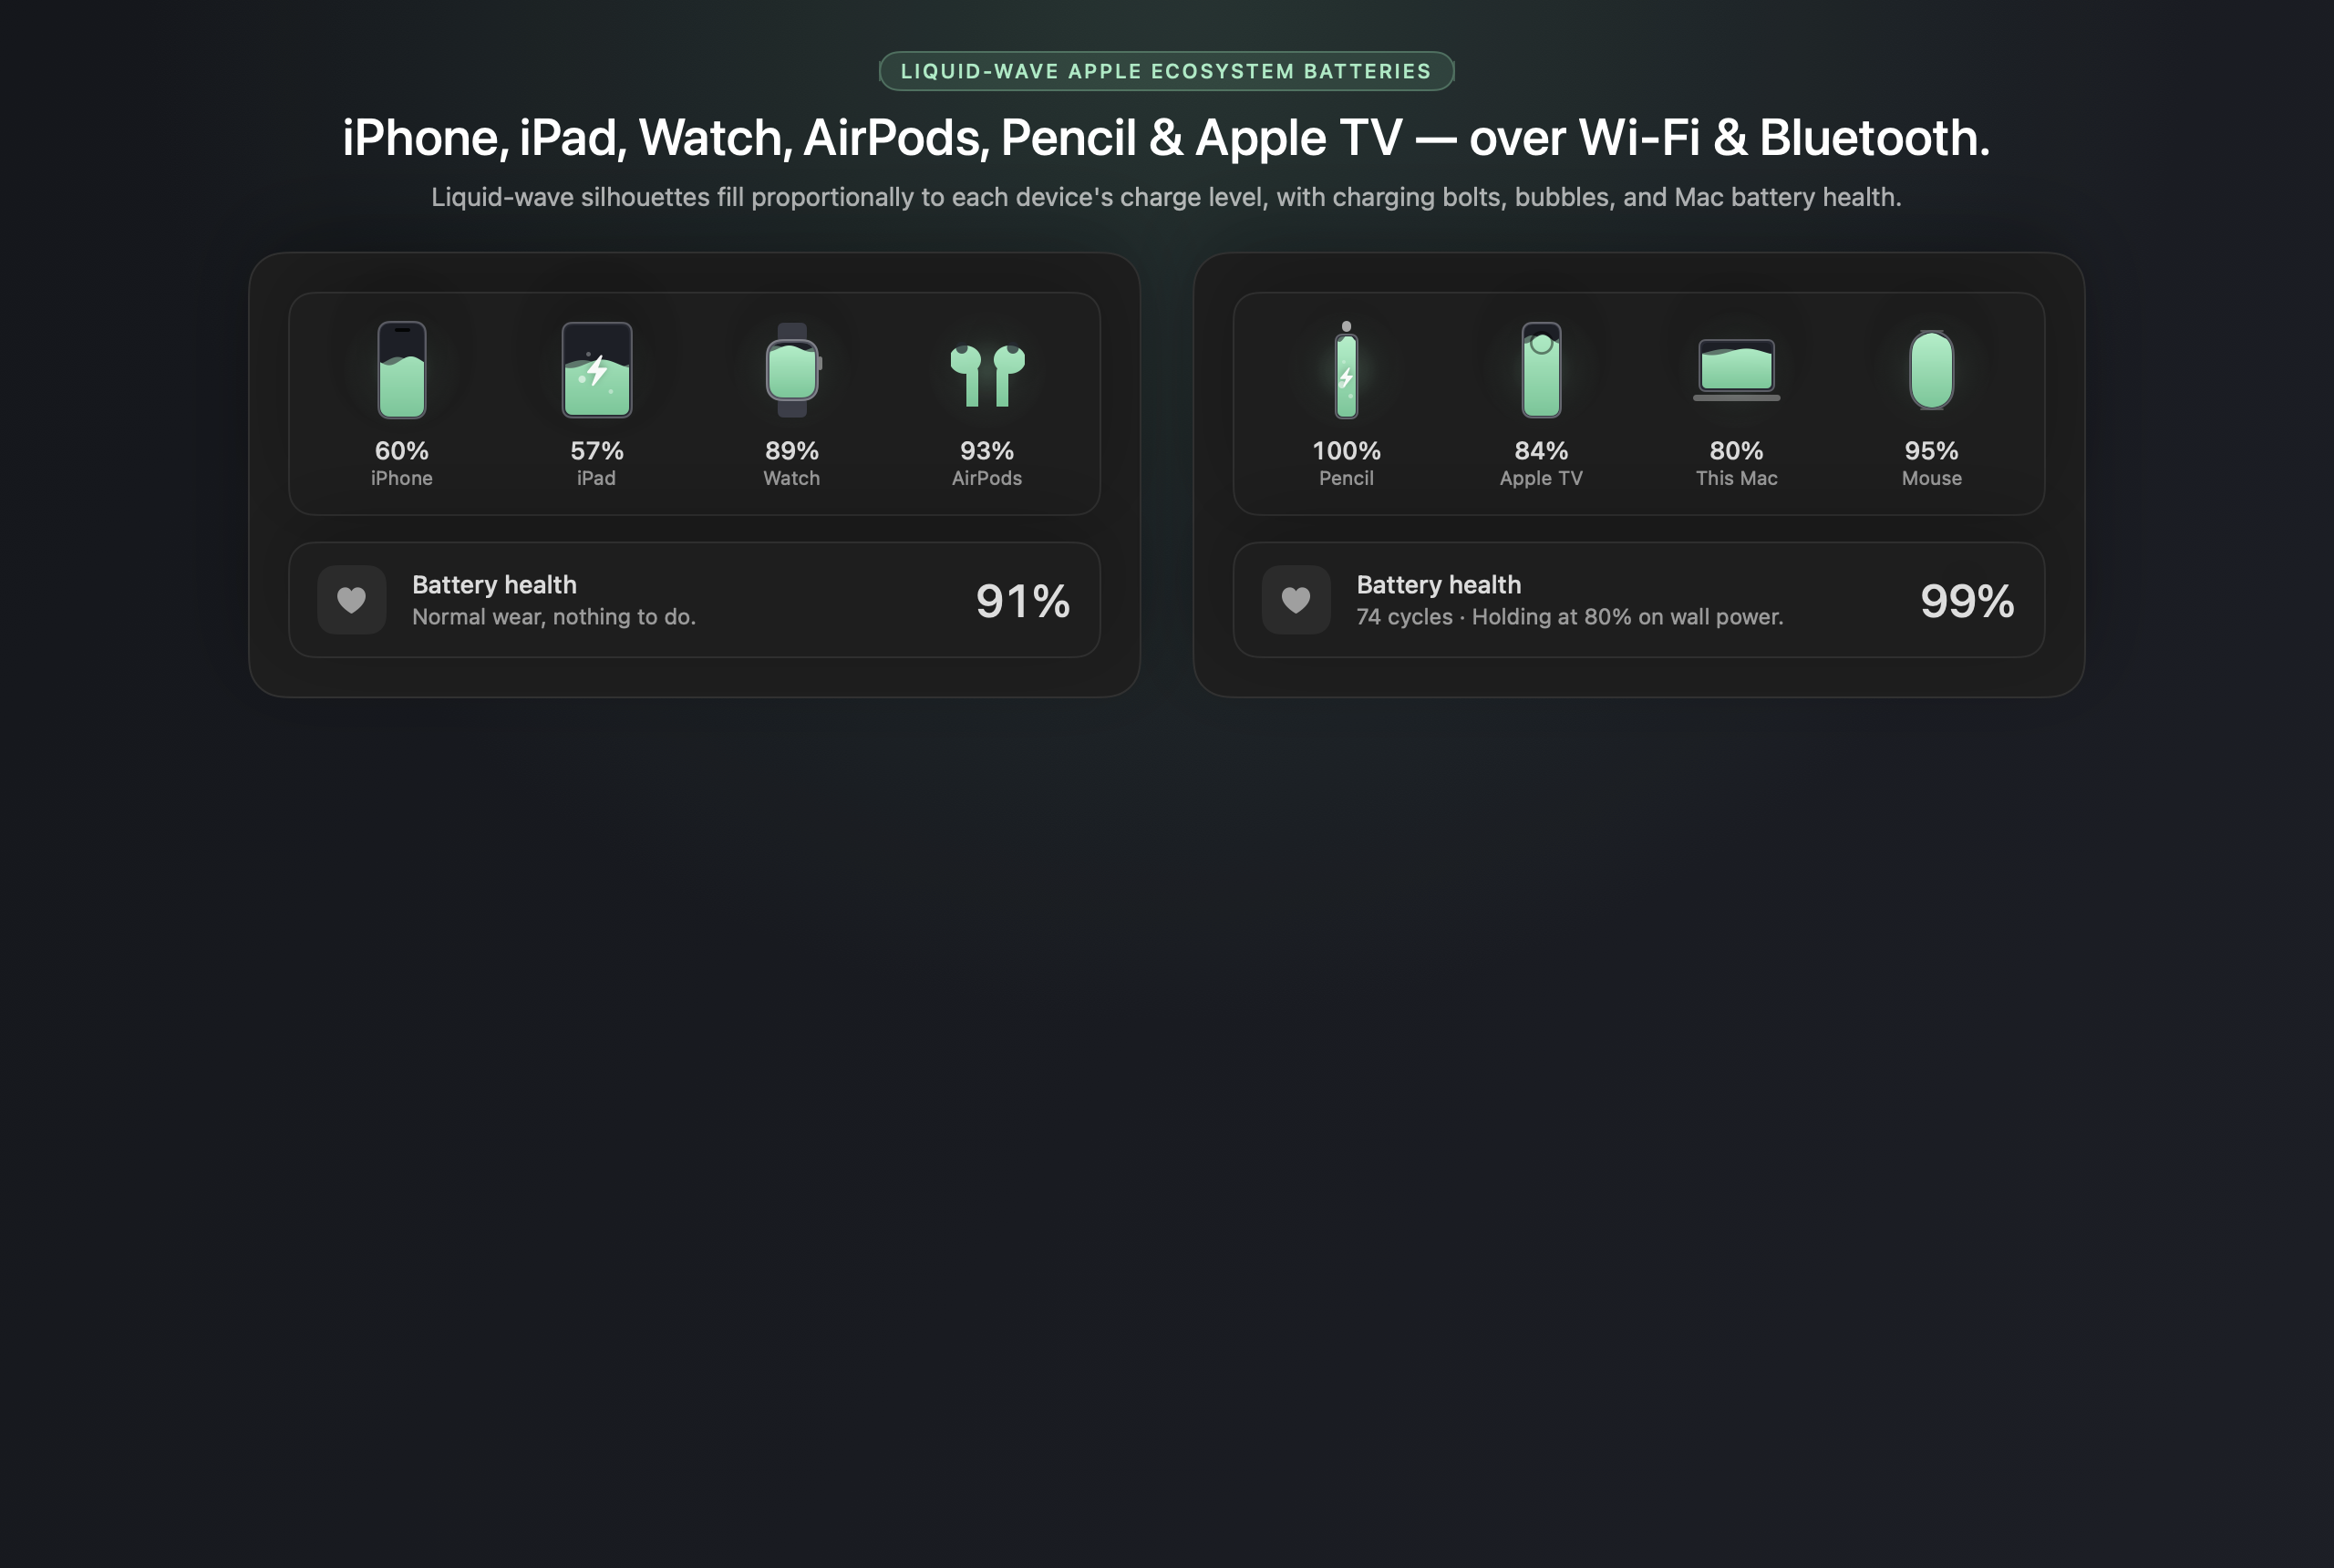 LIQUID-WAVE APPLE ECOSYSTEM BATTERIES
iPhone, iPad, Watch, AirPods, Pencil & Apple TV — over Wi-Fi & Bluetooth.
Liquid-wave silhouettes fill proportionally to each device's charge level, with charging bolts, bubbles, and Mac battery health.
60% 57% 89% 93%
iPhone iPad Watch AirPods
Battery health
Normal wear, nothing to do.
91%
100% 84% 80% 95%
Pencil Apple TV This Mac Mouse
Battery health
74 cycles · Holding at 80% on wall power.
99%